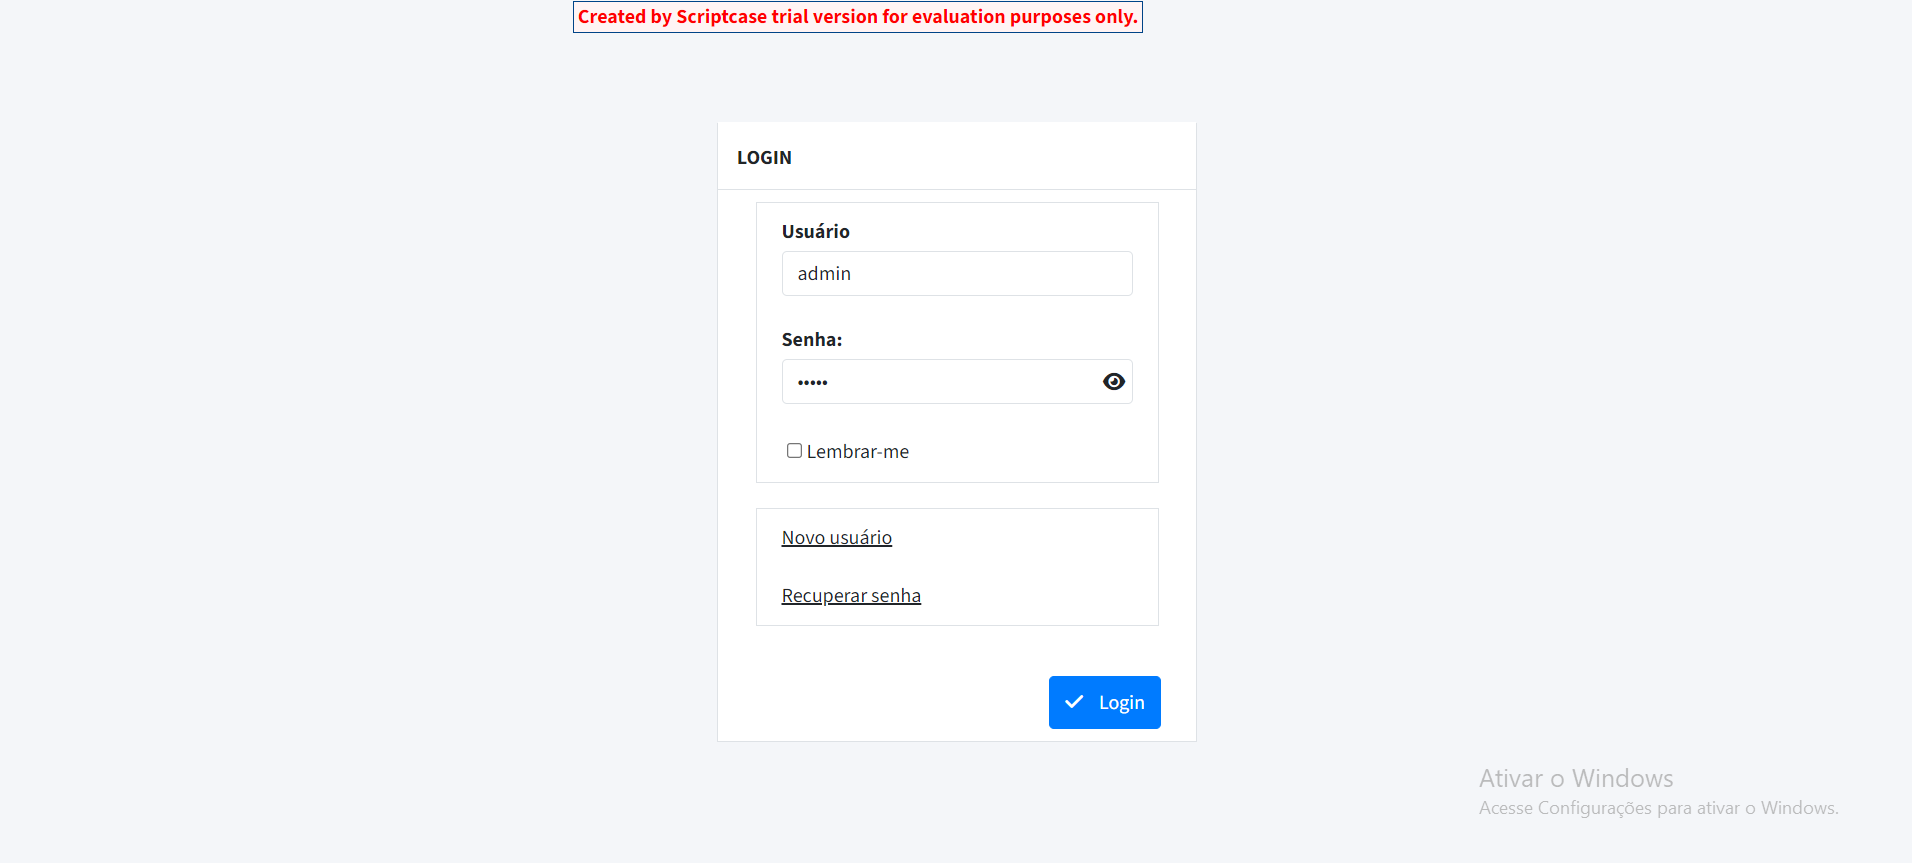 Created by Scriptcase trial version for evaluation purposes only.
LOGIN
Usuário
admin
Senha:
•••••
Lembrar-me
Novo usuário
Recuperar senha
Login
Ativar o Windows
Acesse Configurações para ativar o Windows.